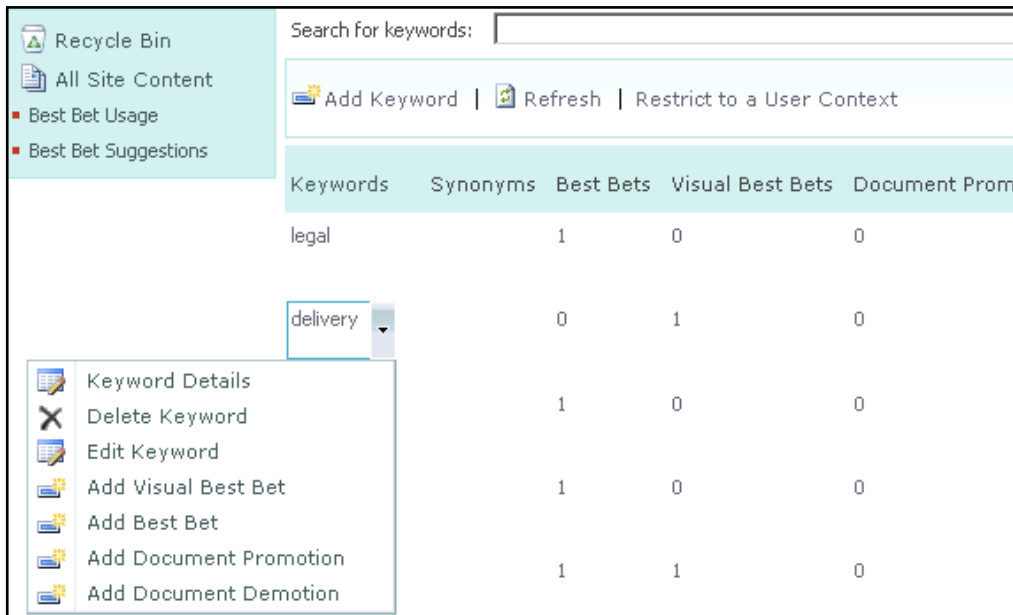 Recycle Bin
All Site Content
Best Bet Usage
Best Bet Suggestions
Search for keywords:
Add Keyword | Refresh | Restrict to a User Context
Keywords Synonyms Best Bets Visual Best Bets Document Prom
legal 1 0 0
delivery 0 1 0
1 0 0
1 0 0
1 1 0
Keyword Details
Delete Keyword
Edit Keyword
Add Visual Best Bet
Add Best Bet
Add Document Promotion
Add Document Demotion